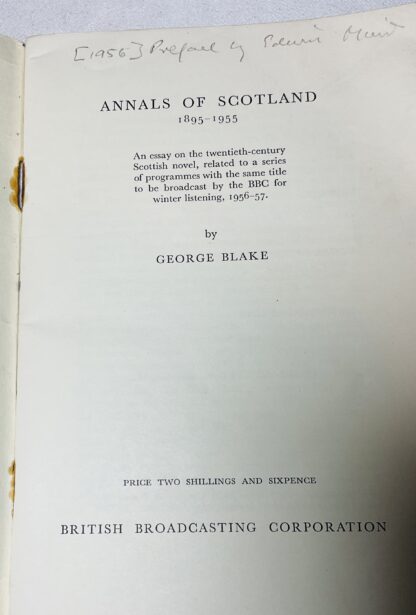 [1956] Preface by Edwin Muir
ANNALS OF SCOTLAND
1895–1955
An essay on the twentieth-century
Scottish novel, related to a series
of programmes with the same title
to be broadcast by the BBC for
winter listening, 1956–57.
by
GEORGE BLAKE
PRICE TWO SHILLINGS AND SIXPENCE
BRITISH BROADCASTING CORPORATION